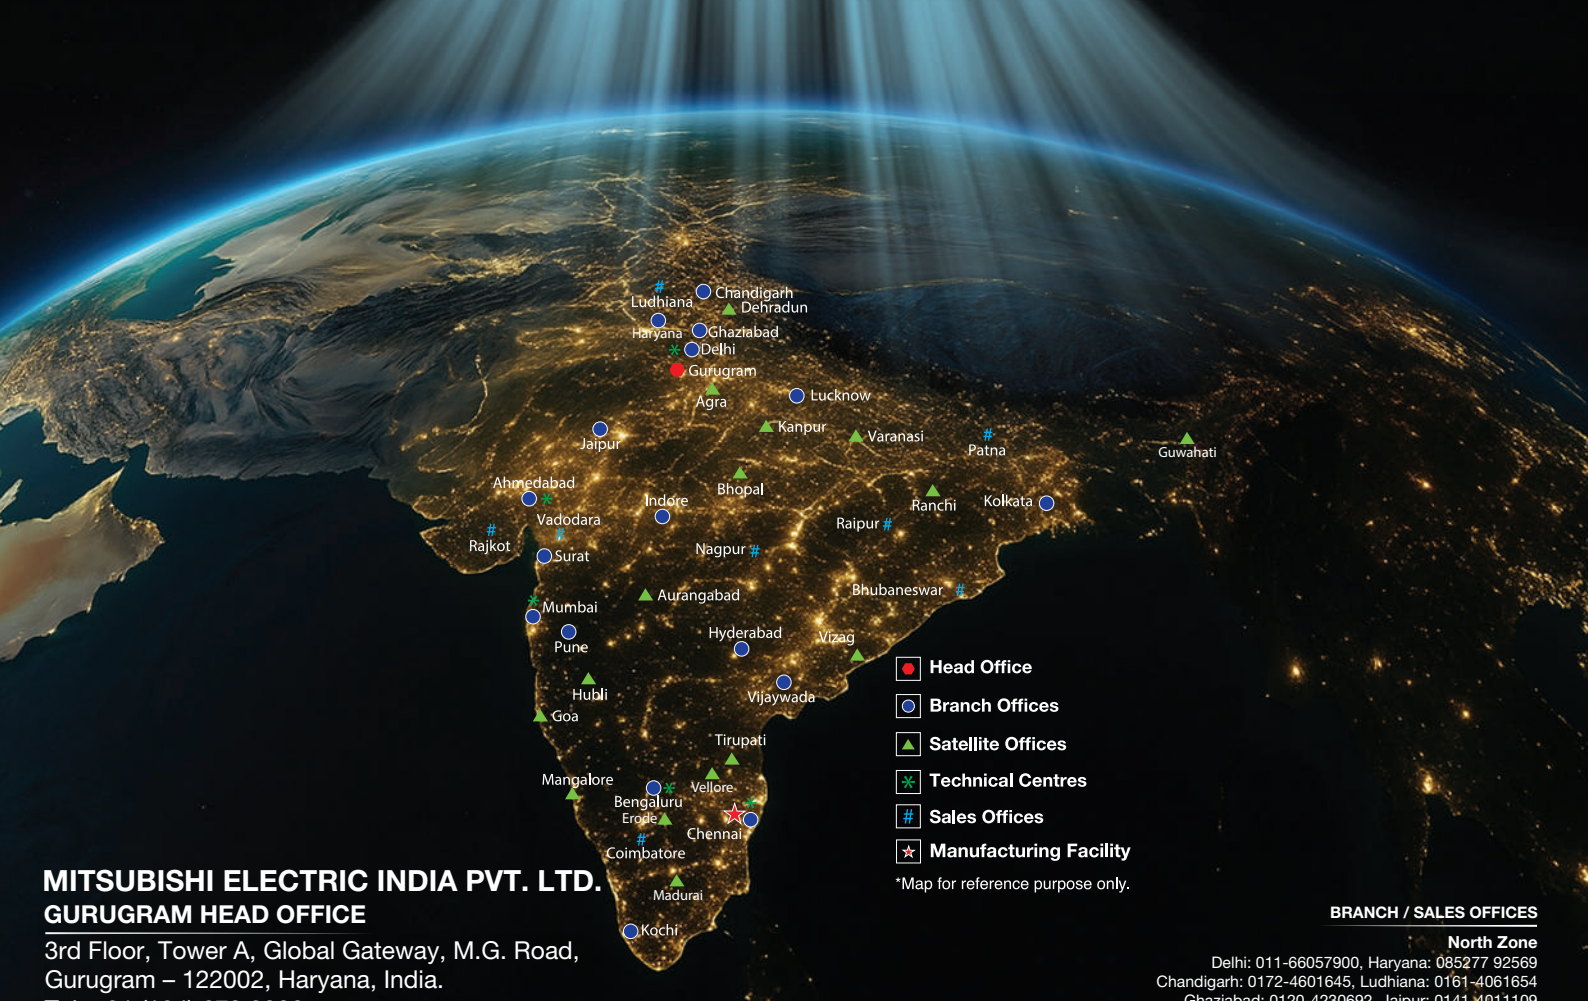 Ludhiana
Chandigarh
Dehradun
Haryana
Ghaziabad
Delhi
Gurugram
Agra
Lucknow
Kanpur
Varanasi
Jaipur
Patna
Guwahati
Ahmedabad
Bhopal
Indore
Ranchi
Kolkata
Vadodara
Raipur
Rajkot
Surat
Nagpur
Bhubaneswar
Aurangabad
Mumbai
Hyderabad
Vizag
Pune
Hubli
Vijaywada
Goa
Tirupati
Mangalore
Vellore
Bengaluru
Erode
Chennai
Coimbatore
Madurai
Kochi
Head Office
Branch Offices
Satellite Offices
Technical Centres
Sales Offices
Manufacturing Facility
*Map for reference purpose only.
MITSUBISHI ELECTRIC INDIA PVT. LTD.
GURUGRAM HEAD OFFICE
3rd Floor, Tower A, Global Gateway, M.G. Road,
Gurugram – 122002, Haryana, India.
BRANCH / SALES OFFICES
North Zone
Delhi: 011-66057900, Haryana: 085277 92569
Chandigarh: 0172-4601645, Ludhiana: 0161-4061654
Ghaziabad: 0120-4230692, Jaipur: